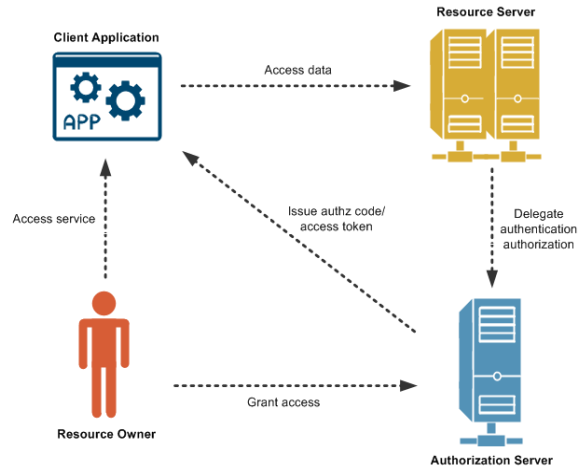 Resource Server
Client Application
Access data
APP
Access service
Issue authz code/
access token
Delegate
authentication
authorization
Grant access
Resource Owner
Authorization Server